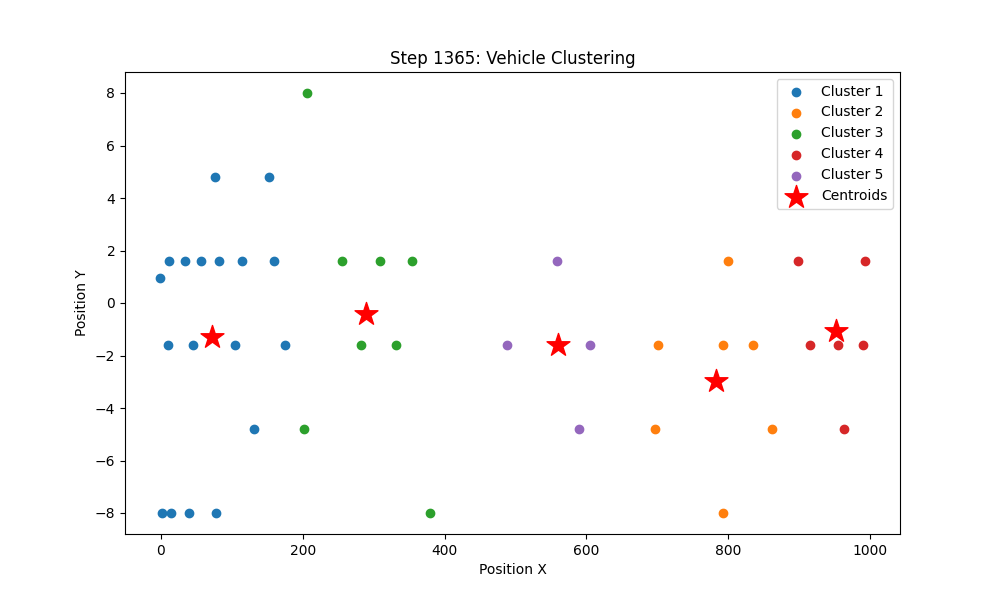 Step 1365: Vehicle Clustering
Cluster 1
Cluster 2
Cluster 3
Cluster 4
Cluster 5
Centroids
Position Y
8
6
4
2
0
−2
−4
−6
−8
0 200 400 600 800 1000
Position X